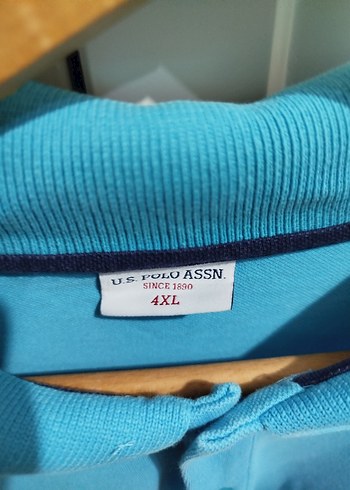 U.S. POLO ASSN.
SINCE 1890
4XL